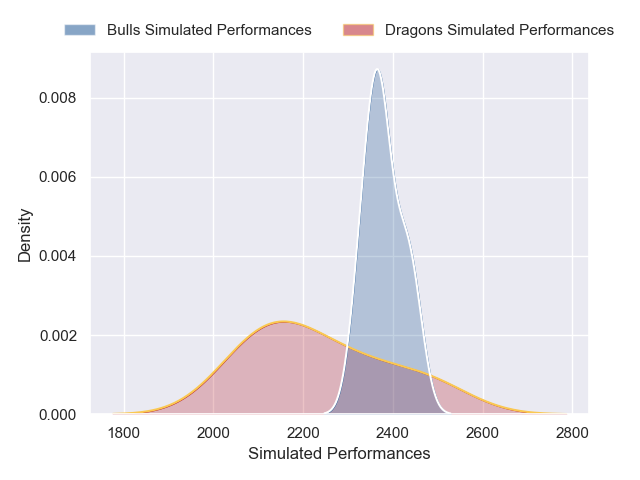 Bulls Simulated Performances
Dragons Simulated Performances
0.008
0.006
0.004
0.002
0.000
Density
1800 2000 2200 2400 2600 2800
Simulated Performances